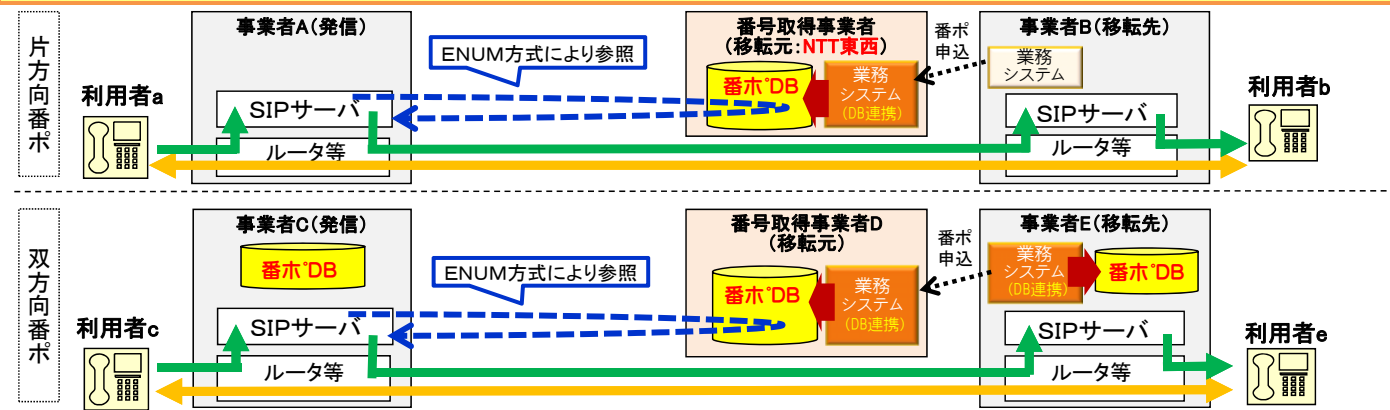 片方向番ポ
事業者A（発信）
番号取得事業者
（移転元：NTT東西）
番ポ
申込
事業者B（移転先）
ENUM方式により参照
業務
システム
番ポDB
業務
システム
（DB連携）
利用者a
利用者b
SIPサーバ
SIPサーバ
ルータ等
ルータ等
双方向番ポ
事業者C（発信）
番号取得事業者D
（移転元）
番ポ
申込
事業者E（移転先）
番ポDB
ENUM方式により参照
業務
システム
（DB連携）
番ポDB
番ポDB
業務
システム
（DB連携）
利用者c
利用者e
SIPサーバ
SIPサーバ
ルータ等
ルータ等